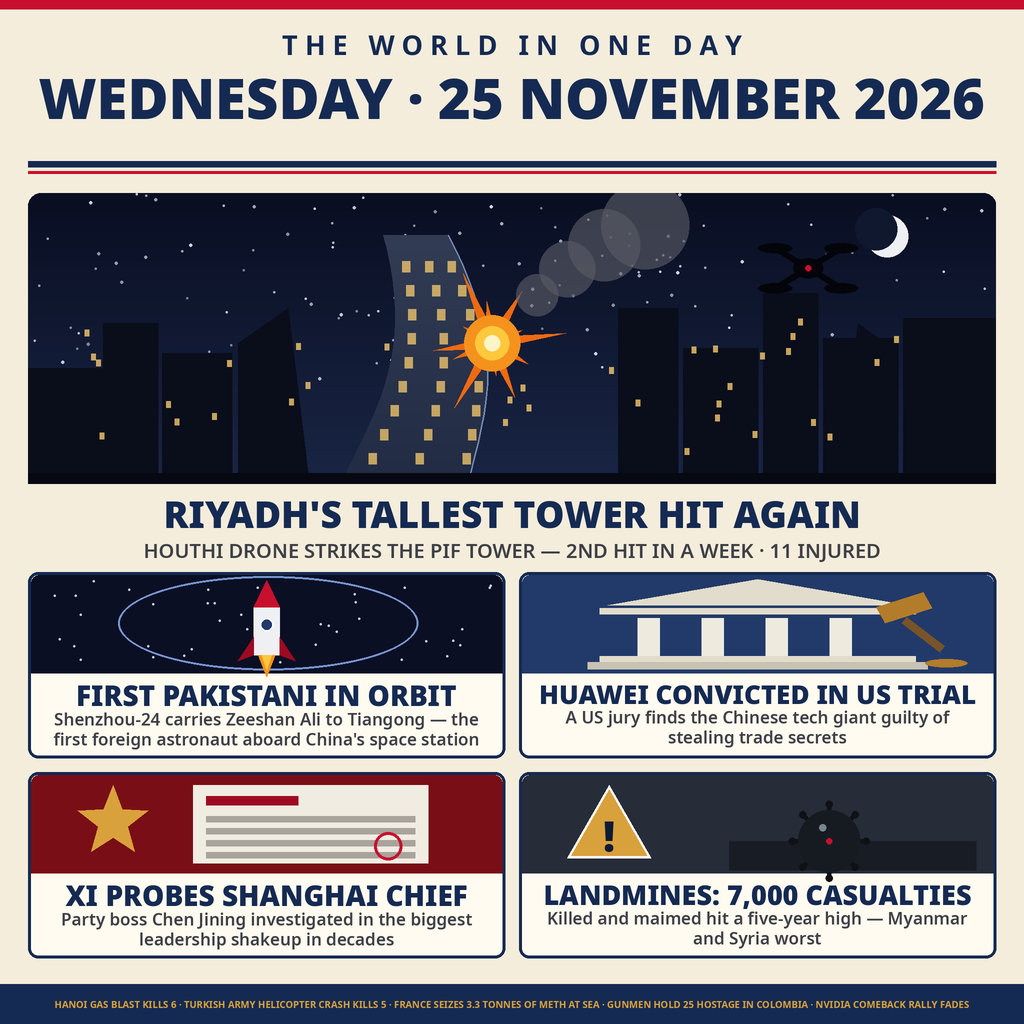 THE WORLD IN ONE DAY
WEDNESDAY · 25 NOVEMBER 2026
RIYADH'S TALLEST TOWER HIT AGAIN
HOUTHI DRONE STRIKES THE PIF TOWER — 2ND HIT IN A WEEK · 11 INJURED
FIRST PAKISTANI IN ORBIT
Shenzhou-24 carries Zeeshan Ali to Tiangong — the
first foreign astronaut aboard China's space station
HUAWEI CONVICTED IN US TRIAL
A US jury finds the Chinese tech giant guilty of
stealing trade secrets
XI PROBES SHANGHAI CHIEF
Party boss Chen Jining investigated in the biggest
leadership shakeup in decades
!
LANDMINES: 7,000 CASUALTIES
Killed and maimed hit a five-year high — Myanmar
and Syria worst
HANOI GAS BLAST KILLS 6 · TURKISH ARMY HELICOPTER CRASH KILLS 5 · FRANCE SEIZES 3.3 TONNES OF METH AT SEA · GUNMEN HOLD 25 HOSTAGE IN COLOMBIA · NVIDIA COMEBACK RALLY FADES